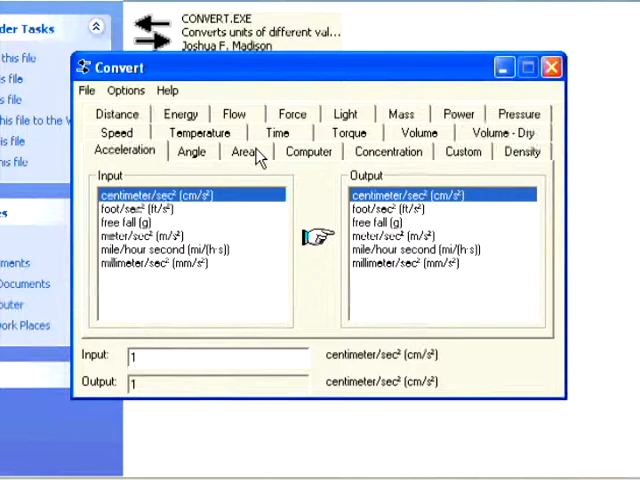 CONVERT.EXE
Converts units of different val...
Joshua F. Madison
der Tasks
this file
s file
s file
this file to the W
is file
is file
s
ments
Documents
outer
ork Places
Convert
File Options Help
Distance Energy Flow Force Light Mass Power Pressure
Speed Temperature Time Torque Volume Volume - Dry
Acceleration Angle Area Computer Concentration Custom Density
Input
centimeter/sec² (cm/s²)
foot/sec² (ft/s²)
free fall (g)
meter/sec² (m/s²)
mile/hour second (mi/(h·s))
millimeter/sec² (mm/s²)
Output
centimeter/sec² (cm/s²)
foot/sec² (ft/s²)
free fall (g)
meter/sec² (m/s²)
mile/hour second (mi/(h·s))
millimeter/sec² (mm/s²)
Input: 1 centimeter/sec² (cm/s²)
Output: 1 centimeter/sec² (cm/s²)